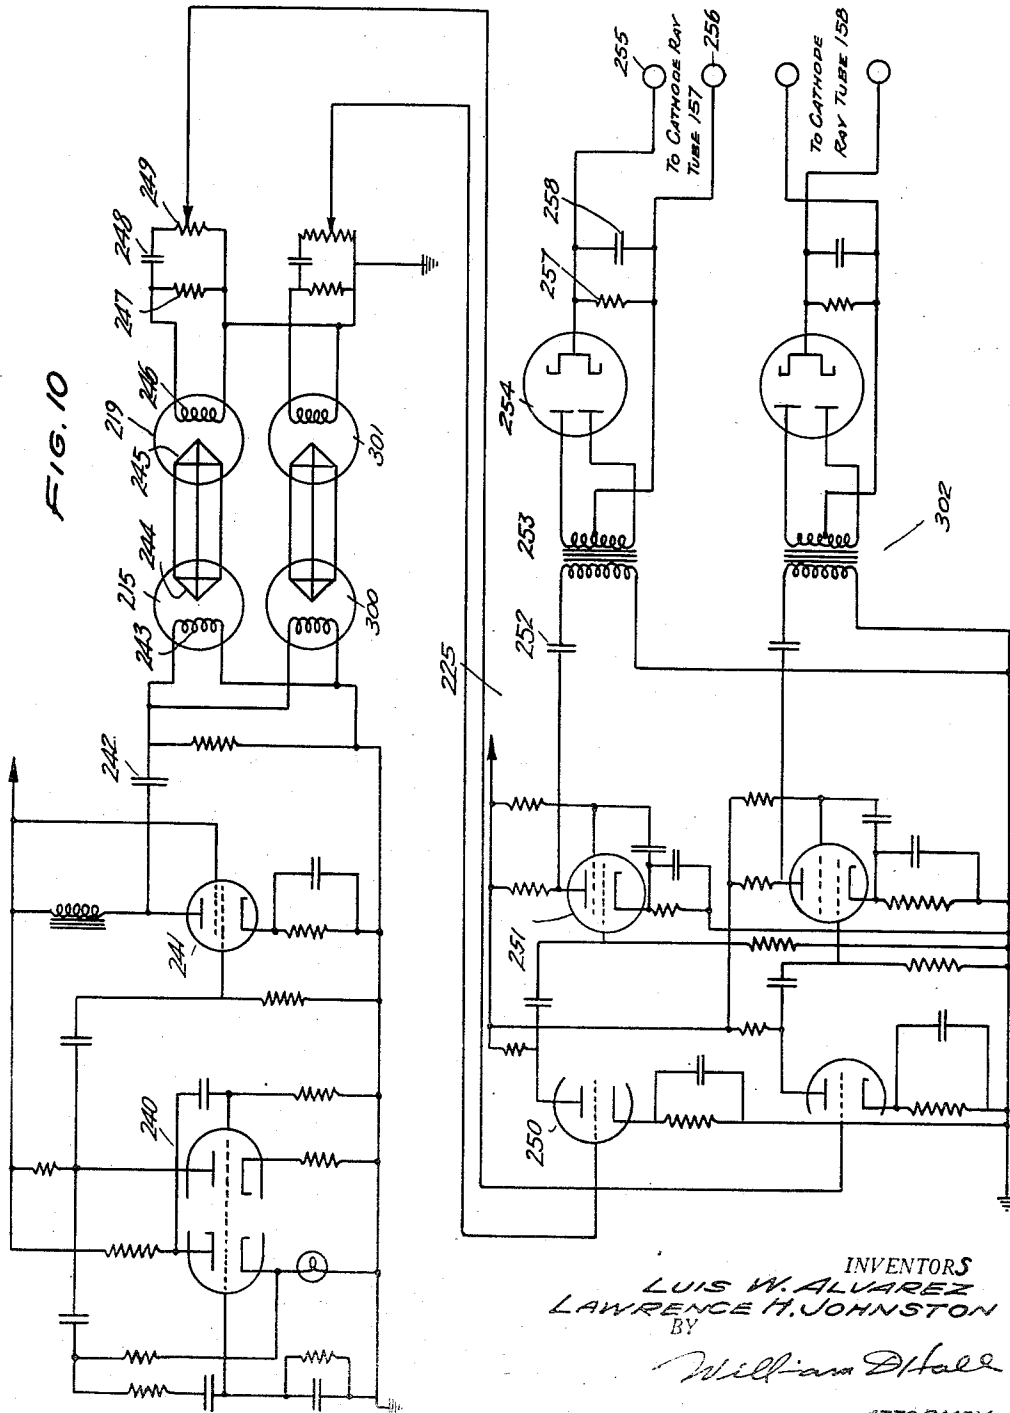 FIG. 10
240
241
242
215
244
243
219
245
246
247
248
249
300
301
225
250
251
252
253
254
257
258
255
TO CATHODE RAY
TUBE 157
256
TO CATHODE
RAY TUBE 158
302
INVENTORS
LUIS W. ALVAREZ
LAWRENCE H. JOHNSTON
BY
William D Hall